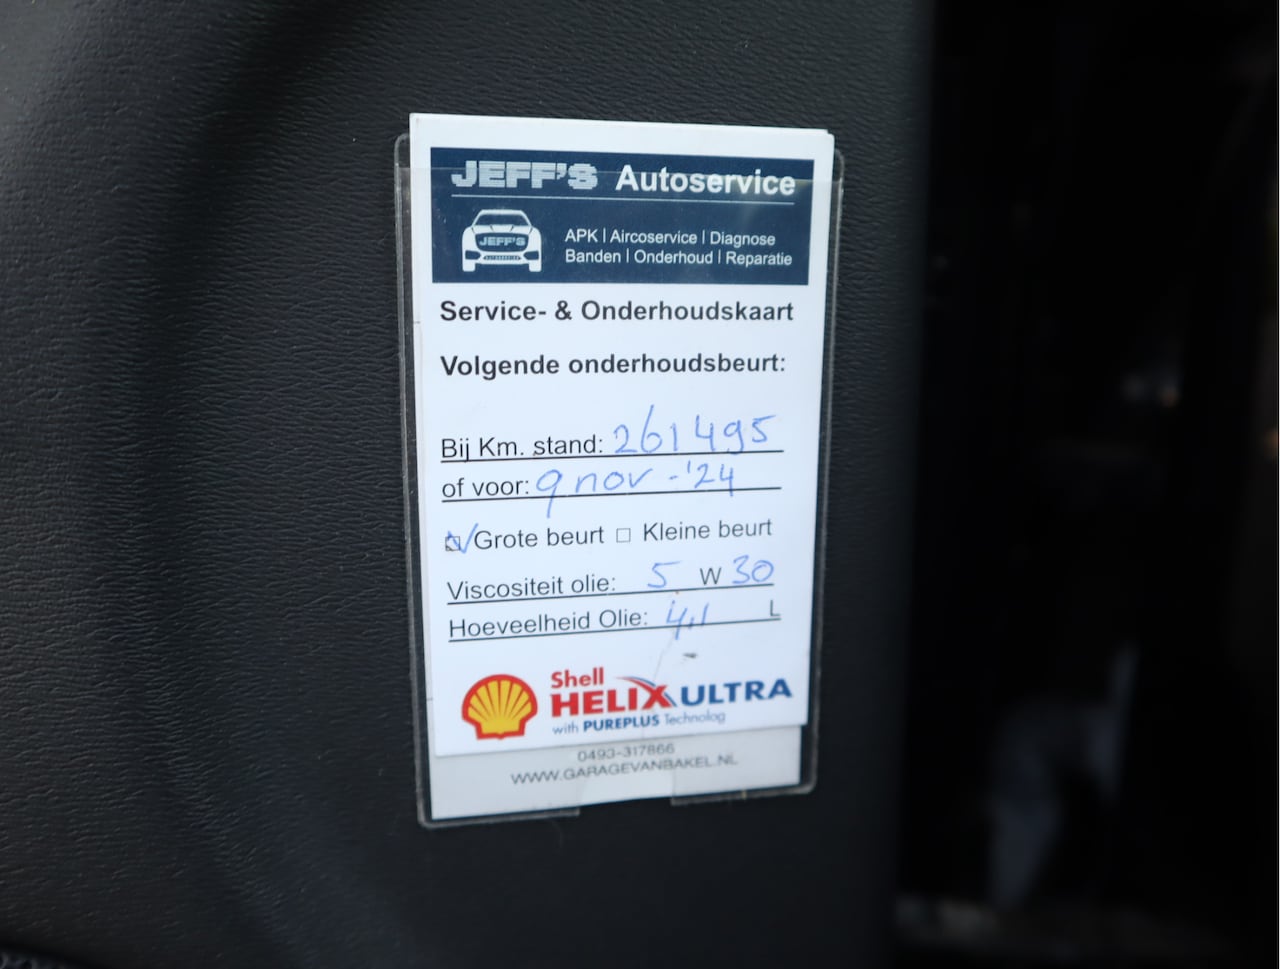 JEFF'S Autoservice
JEFF'S
AUTOSERVICE
APK | Aircoservice | Diagnose
Banden | Onderhoud | Reparatie
Service- & Onderhoudskaart
Volgende onderhoudsbeurt:
Bij Km. stand: 261495
of voor: 9 nov - '24
☑ Grote beurt ☐ Kleine beurt
Viscositeit olie: 5 W 30
Hoeveelheid Olie: 4,1 L
Shell
HELIX ULTRA
with PUREPLUS Technolog
0493-317866
WWW.GARAGEVANBAKEL.NL